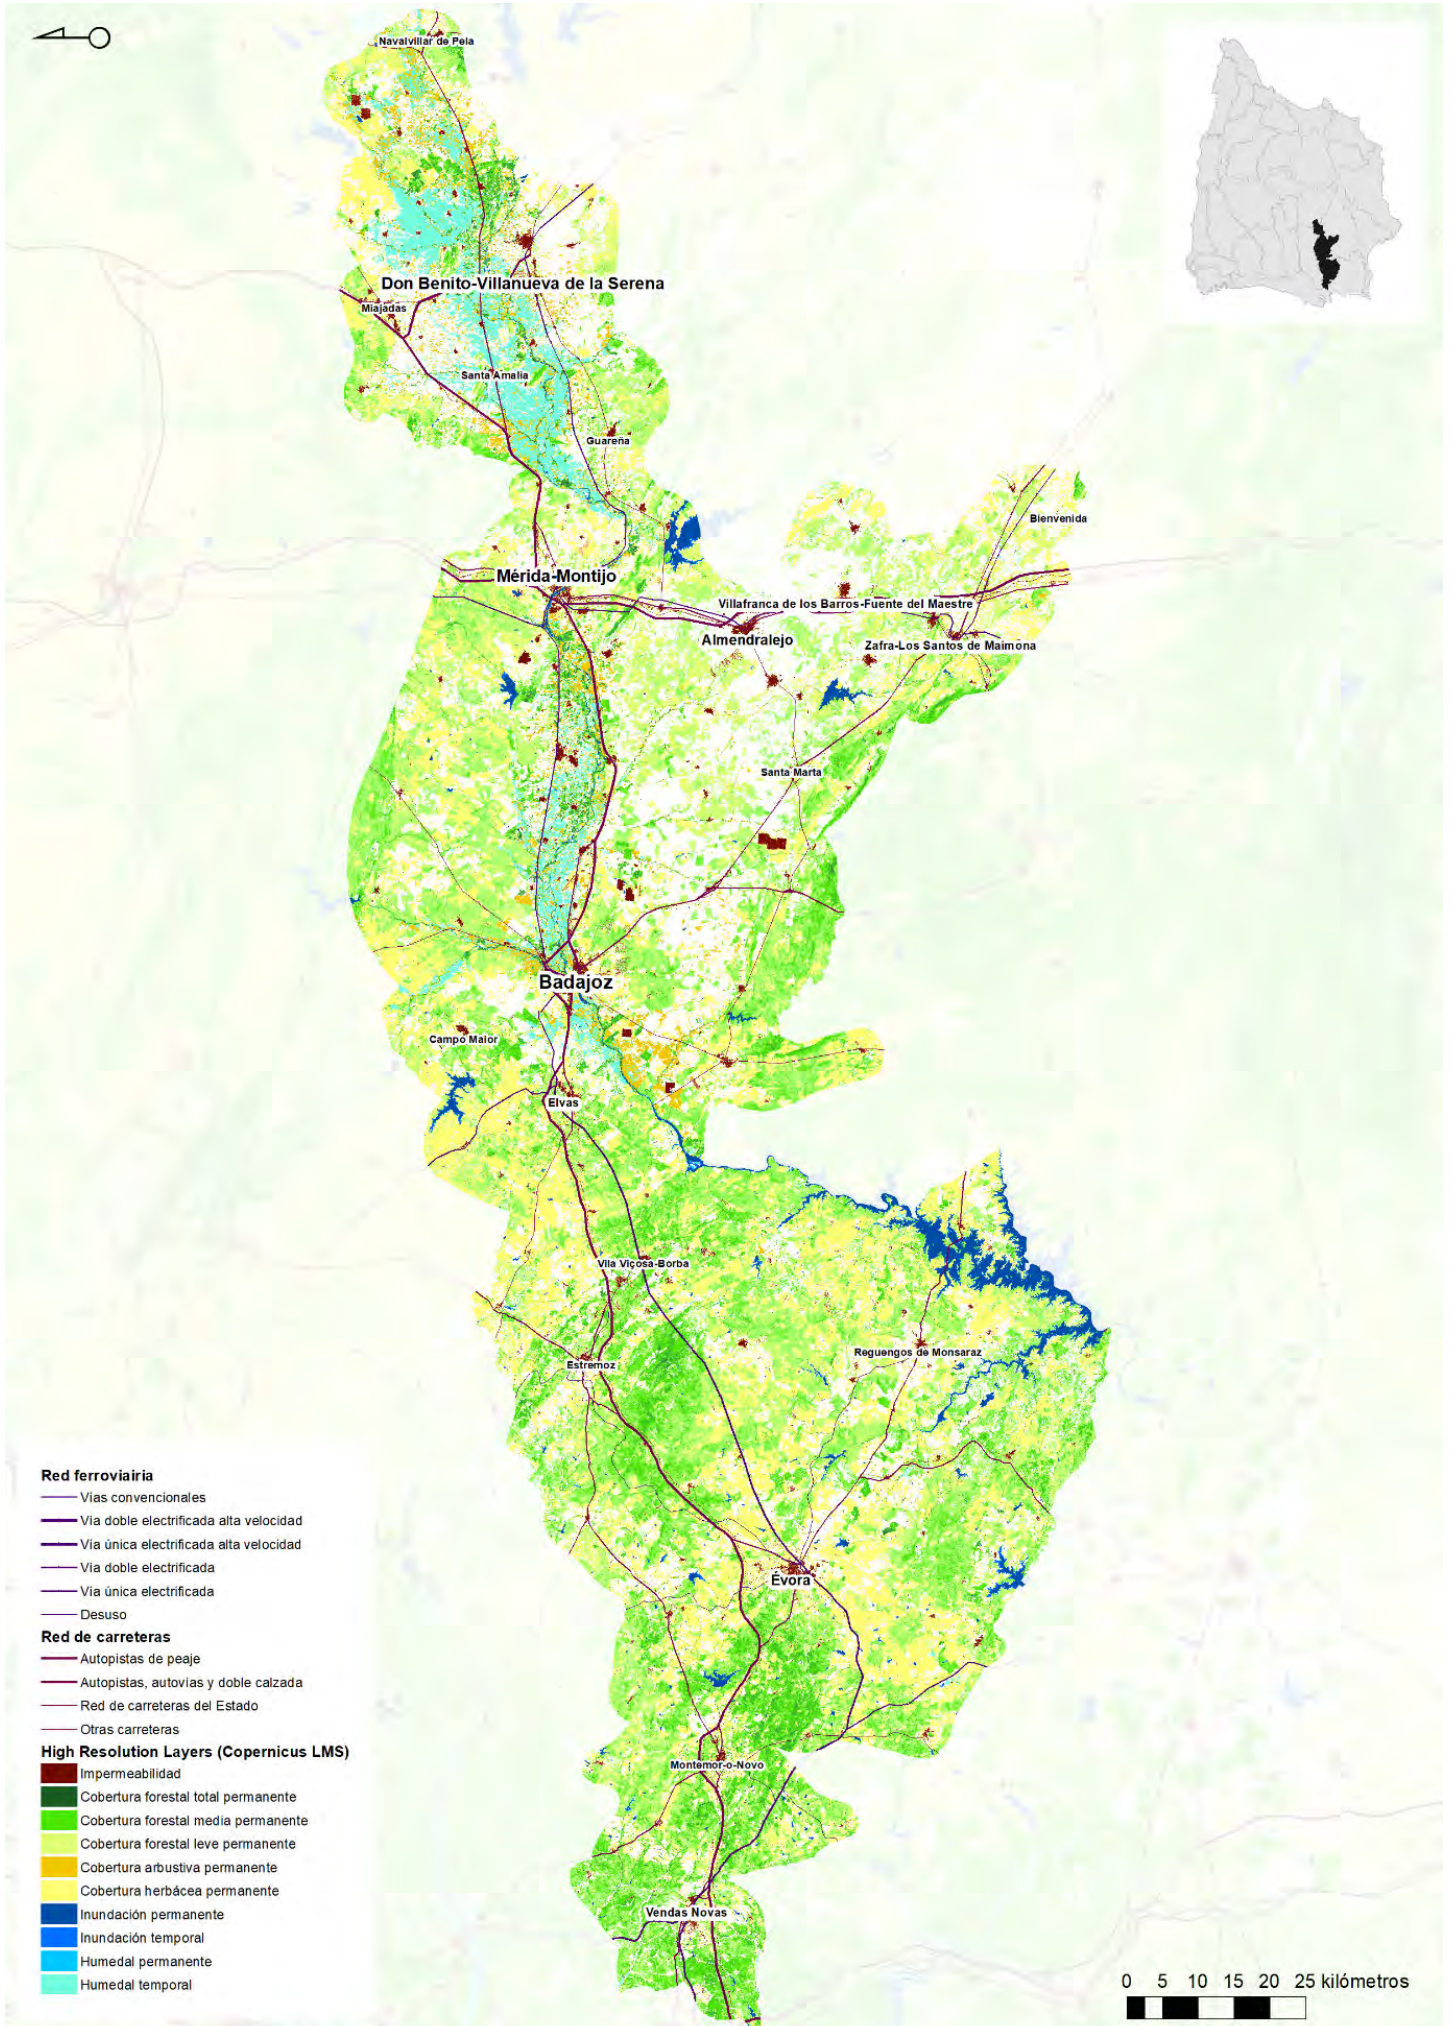 Navalvillar de Pela
Don Benito-Villanueva de la Serena
Miajadas
Santa Amalia
Guareña
Bienvenida
Mérida-Montijo
Villafranca de los Barros-Fuente del Maestre
Almendralejo
Zafra-Los Santos de Maimona
Santa Marta
Badajoz
Campo Maior
Elvas
Vila Viçosa-Borba
Reguengos de Monsaraz
Estremoz
Évora
Montemor-o-Novo
Vendas Novas
Red ferroviairia
Vías convencionales
Vía doble electrificada alta velocidad
Vía única electrificada alta velocidad
Vía doble electrificada
Vía única electrificada
Desuso
Red de carreteras
Autopistas de peaje
Autopistas, autovías y doble calzada
Red de carreteras del Estado
Otras carreteras
High Resolution Layers (Copernicus LMS)
Impermeabilidad
Cobertura forestal total permanente
Cobertura forestal media permanente
Cobertura forestal leve permanente
Cobertura arbustiva permanente
Cobertura herbácea permanente
Inundación permanente
Inundación temporal
Humedal permanente
Humedal temporal
0 5 10 15 20 25 kilómetros